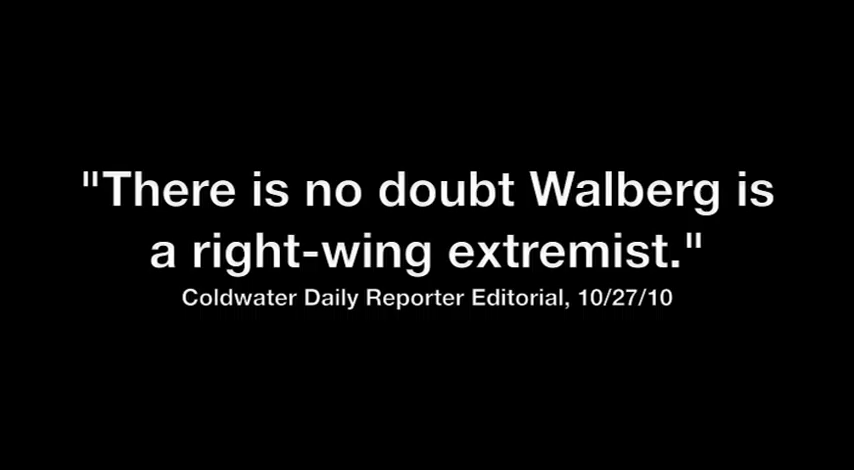 "There is no doubt Walberg is
a right-wing extremist."
Coldwater Daily Reporter Editorial, 10/27/10